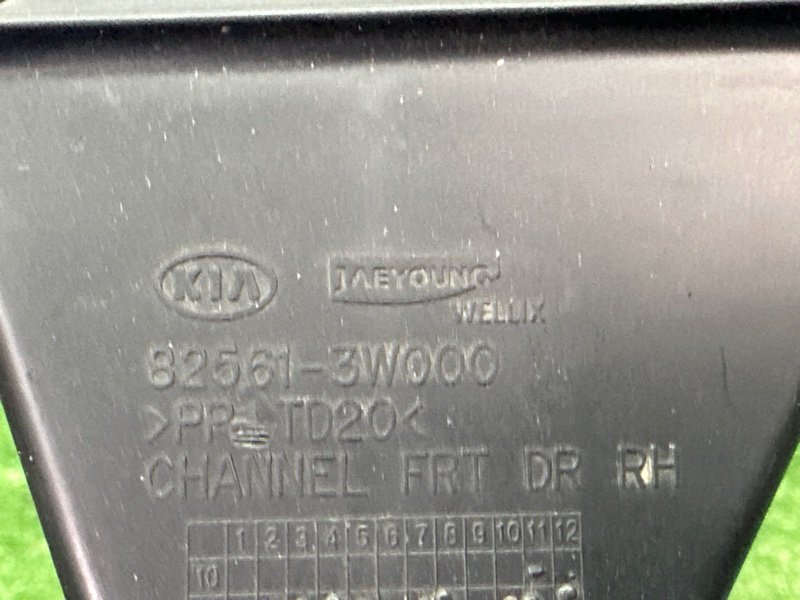 KIA JAEYOUNG
WELLIX
82561-3W000
>PP-TD20<
CHANNEL FRT DR RH
1 2 3 4 5 6 7 8 9 10 11 12
10